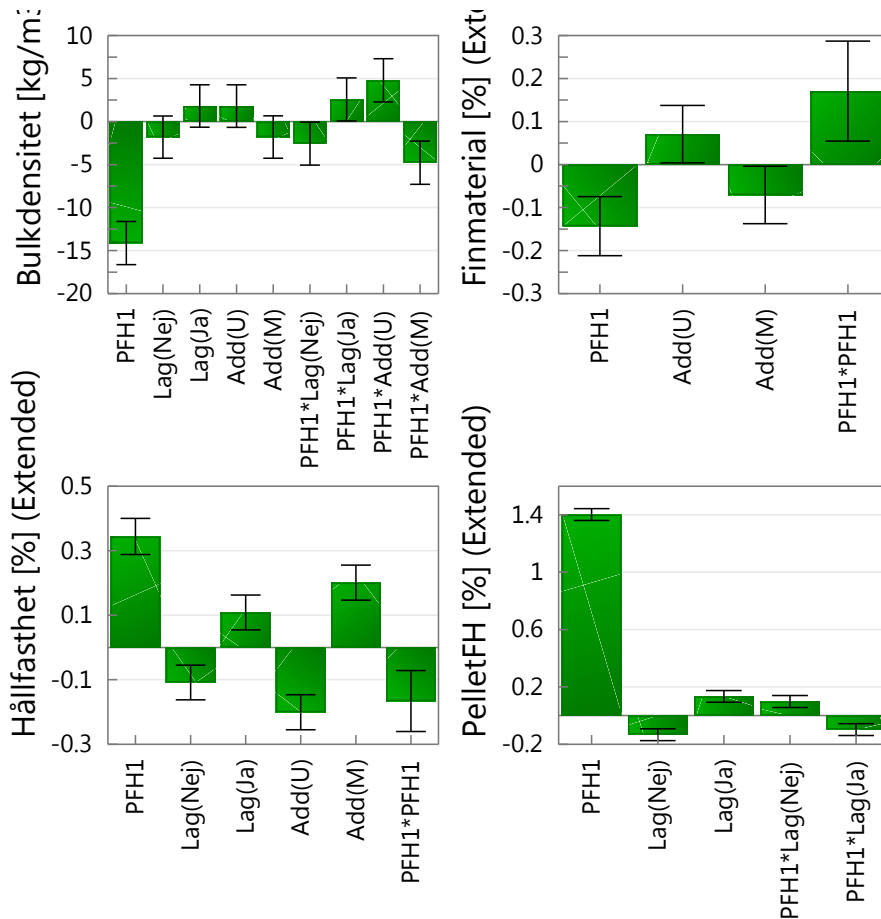 Bulkdensitet [kg/m3
10
5
0
-5
-10
-15
-20
PFH1
Lag(Nej)
Lag(Ja)
Add(U)
Add(M)
PFH1*Lag(Nej)
PFH1*Lag(Ja)
PFH1*Add(U)
PFH1*Add(M)
Finmaterial [%] (Exte
0.3
0.2
0.1
0
-0.1
-0.2
-0.3
PFH1
Add(U)
Add(M)
PFH1*PFH1
Hållfasthet [%] (Extended)
0.5
0.3
0.1
-0.1
-0.3
PFH1
Lag(Nej)
Lag(Ja)
Add(U)
Add(M)
PFH1*PFH1
PelletFH [%] (Extended)
1.4
1
0.6
0.2
-0.2
PFH1
Lag(Nej)
Lag(Ja)
PFH1*Lag(Nej)
PFH1*Lag(Ja)